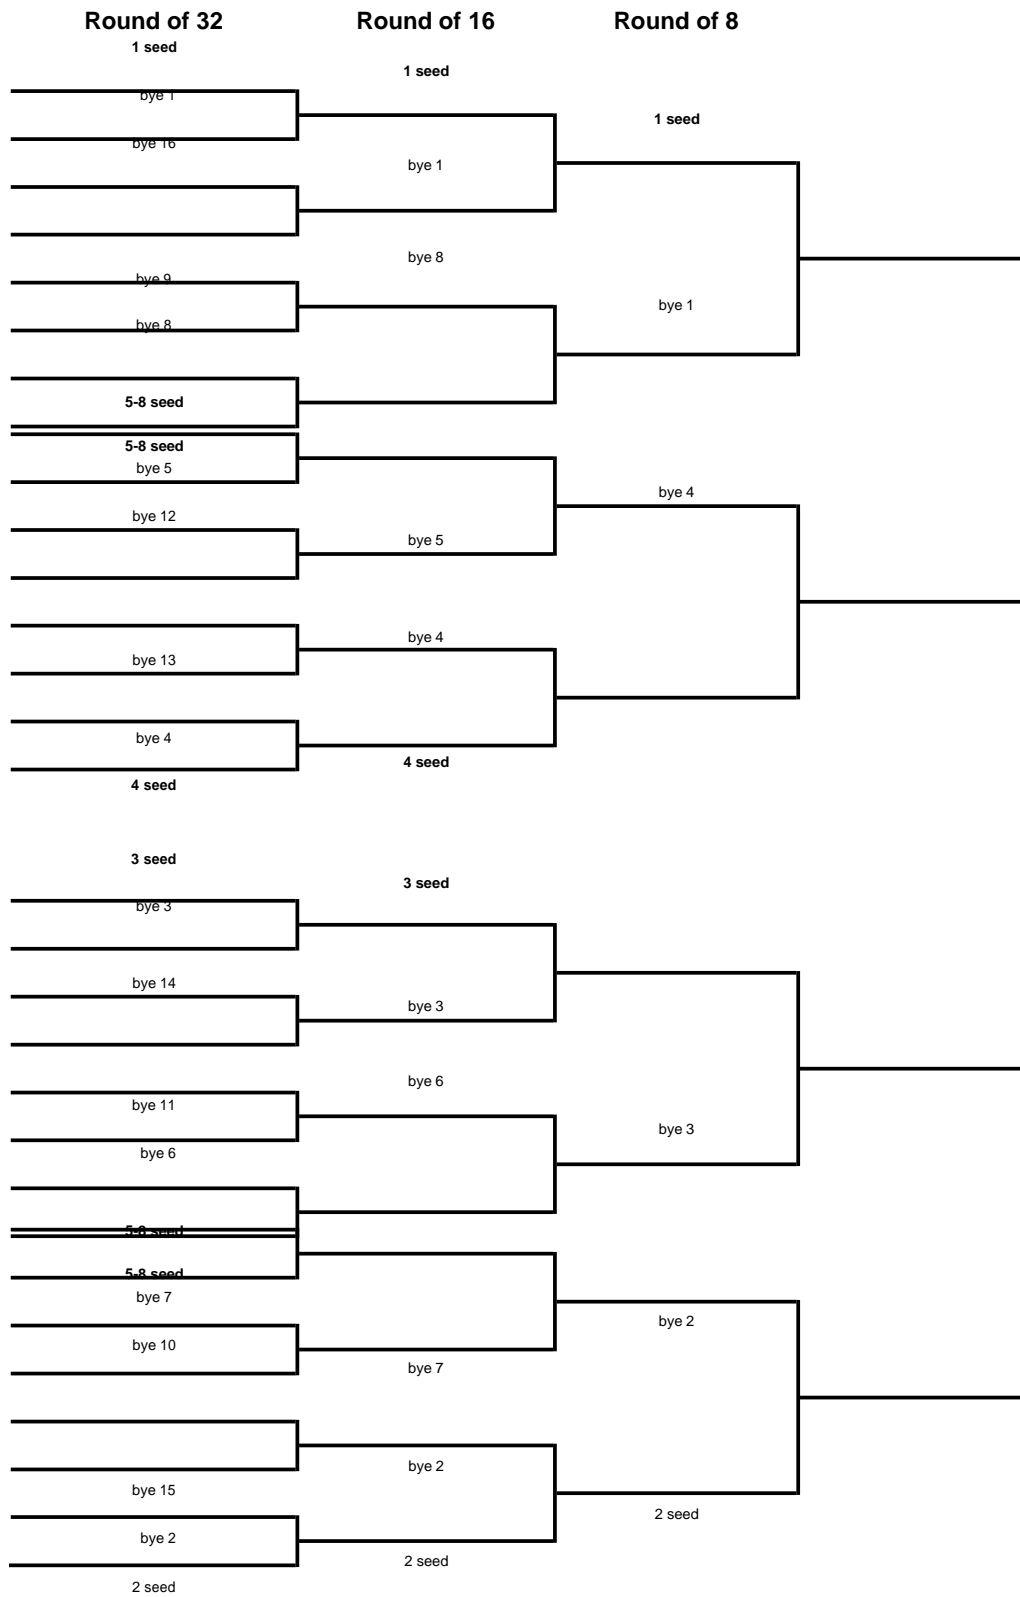 Round of 32 Round of 16 Round of 8
1 seed
1 seed
bye 1
1 seed
bye 16
bye 1
bye 8
bye 9
bye 1
bye 8
5-8 seed
5-8 seed
bye 5
bye 4
bye 12
bye 5
bye 4
bye 13
bye 4
4 seed
4 seed
3 seed
3 seed
bye 3
bye 14
bye 3
bye 6
bye 11
bye 3
bye 6
5-8 seed
5-8 seed
bye 7
bye 2
bye 10
bye 7
bye 2
bye 15
2 seed
bye 2
2 seed
2 seed